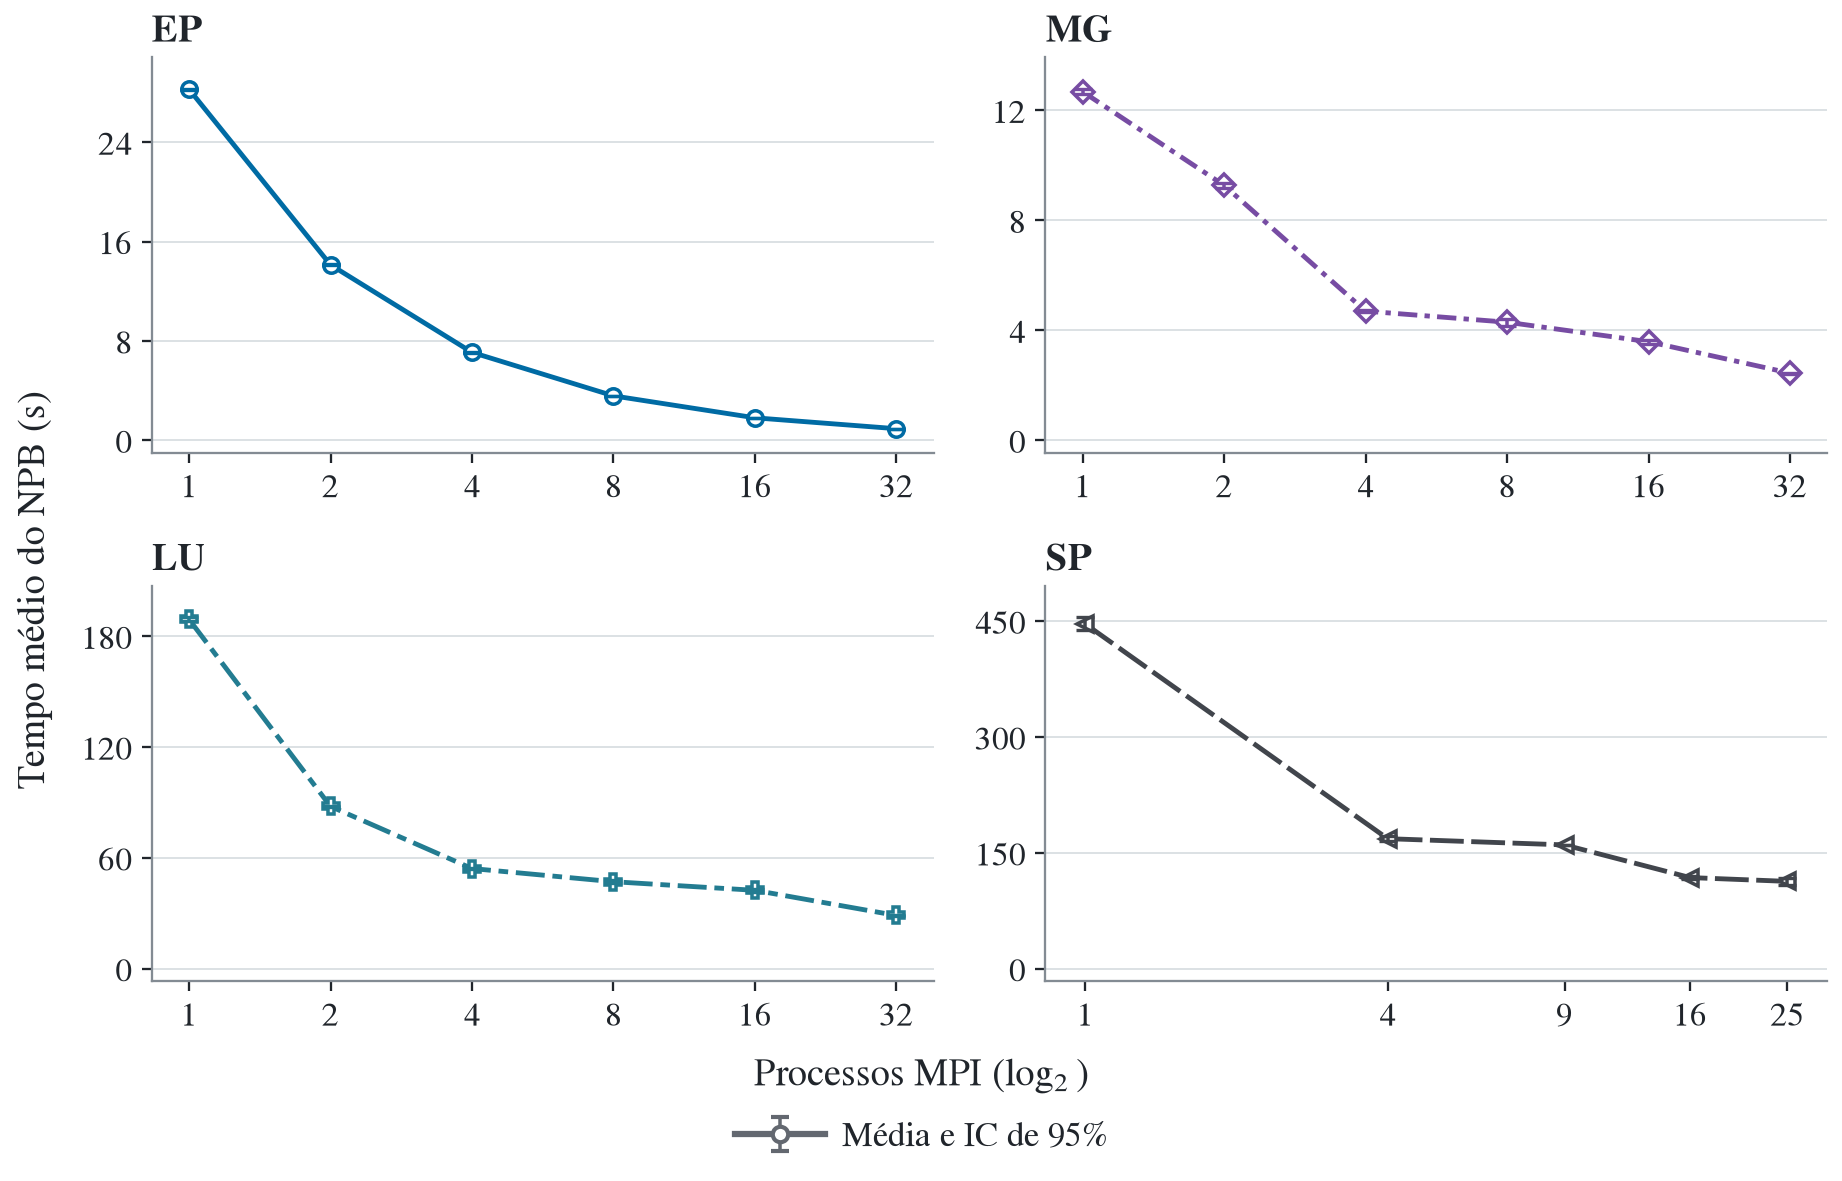 EP
24
16
8
0
1 2 4 8 16 32
MG
12
8
4
0
1 2 4 8 16 32
Tempo médio do NPB (s)
LU
180
120
60
0
1 2 4 8 16 32
SP
450
300
150
0
1 4 9 16 25
Processos MPI (log₂ )
Média e IC de 95%